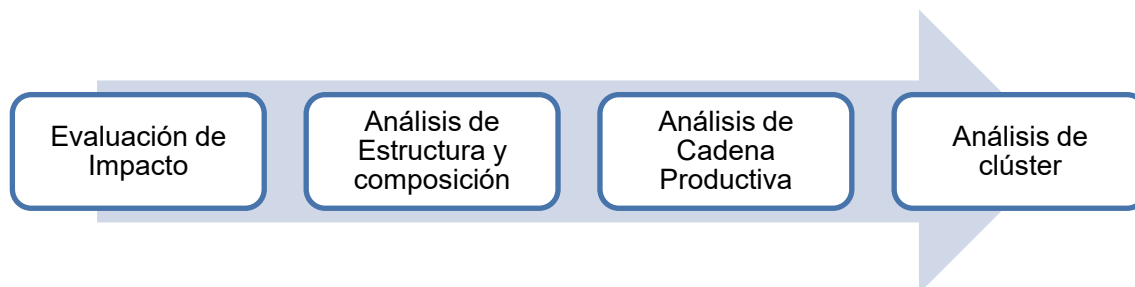 Evaluación de
Impacto
Análisis de
Estructura y
composición
Análisis de
Cadena
Productiva
Análisis de
clúster